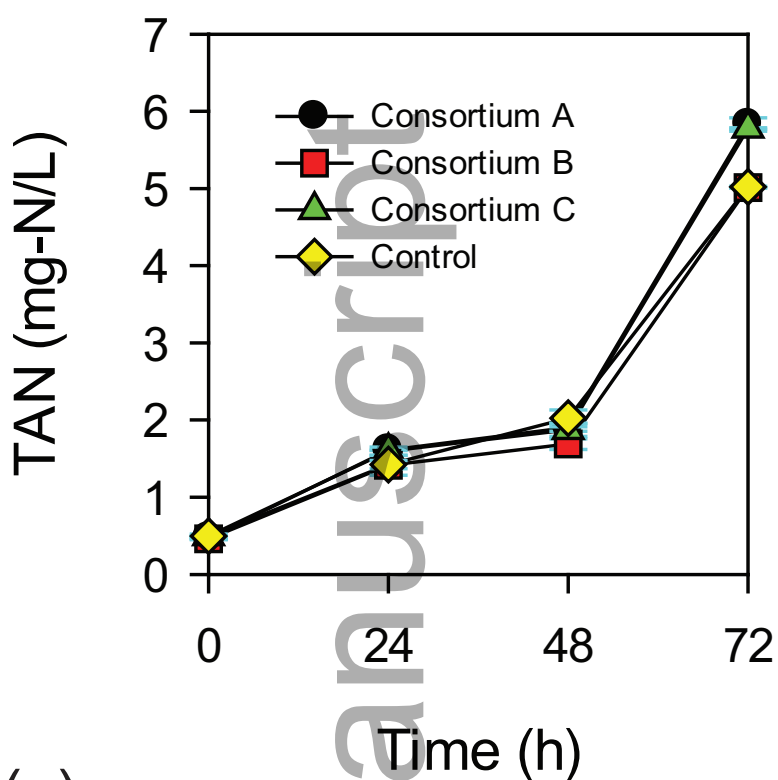 7
6
5
4
3
2
1
0
TAN (mg-N/L)
Consortium A
Consortium B
Consortium C
Control
0 24 48 72
Time (h)
anuscript